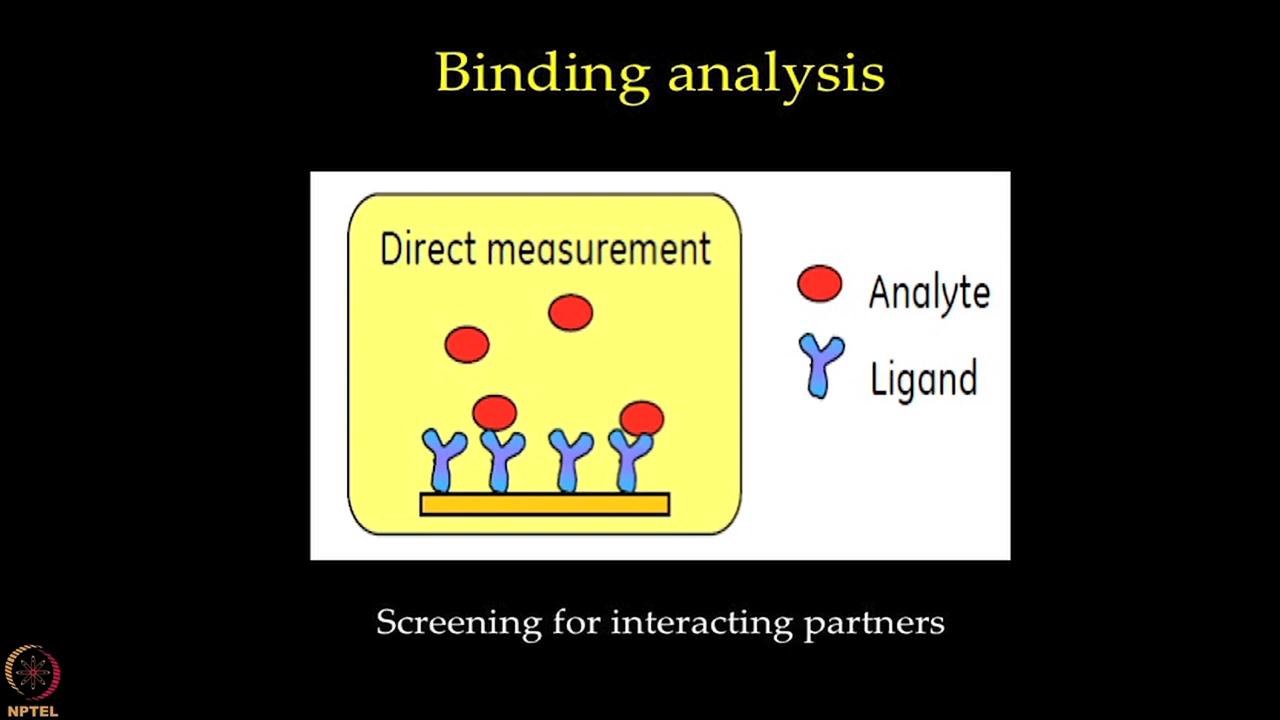 Binding analysis
Direct measurement
Analyte
Ligand
Screening for interacting partners
NPTEL